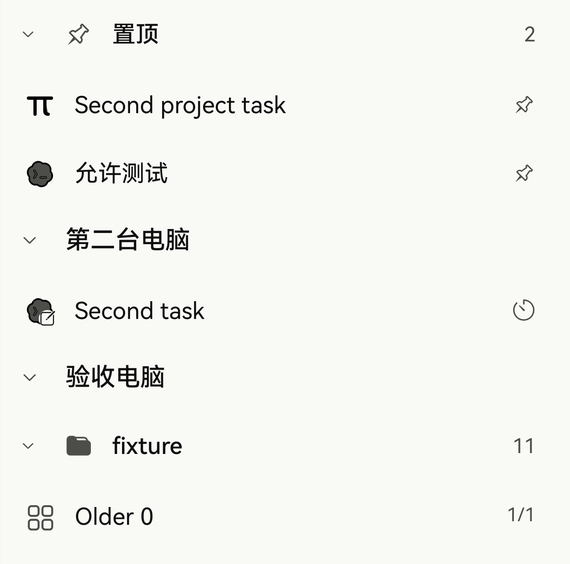 置顶 2
Second project task
允许测试
第二台电脑
Second task
验收电脑
fixture 11
Older 0 1/1